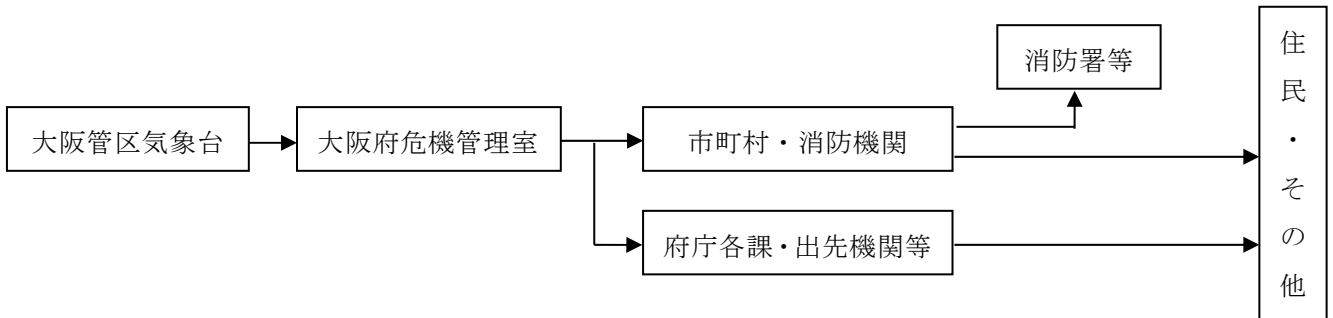 大阪管区気象台
大阪府危機管理室
市町村・消防機関
消防署等
府庁各課・出先機関等
住民・その他